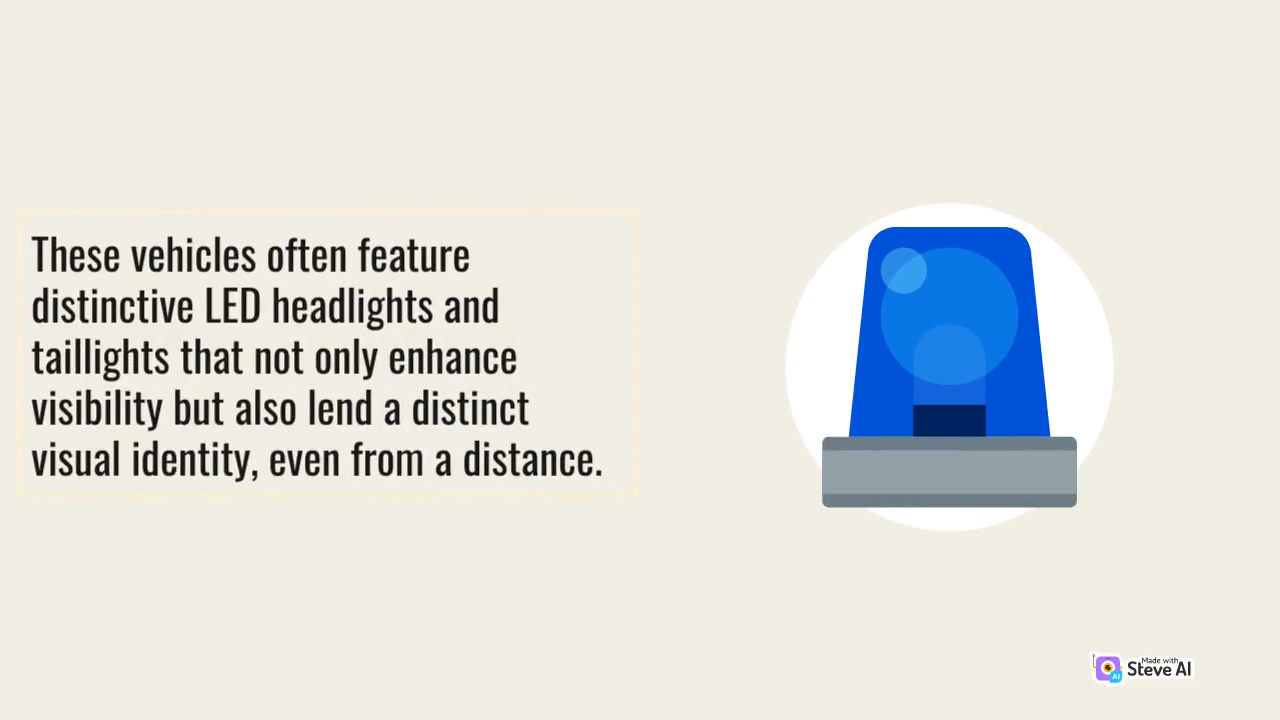 These vehicles often feature
distinctive LED headlights and
taillights that not only enhance
visibility but also lend a distinct
visual identity, even from a distance.
Made with
Steve AI
AI